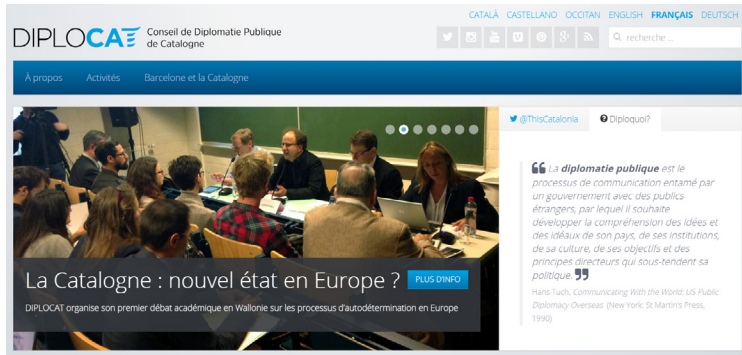 CATALÀ CASTELLANO OCCITAN ENGLISH FRANÇAIS DEUTSCH
DIPLOCAT Conseil de Diplomatie Publique
de Catalogne
recherche ...
À propos Activités Barcelone et la Catalogne
@ThisCatalonia Diploquoi?
La diplomatie publique est le
processus de communication entamé par
un gouvernement avec des publics
étrangers, par lequel il souhaite
développer la compréhension des idées et
des idéaux de son pays, de ses institutions,
de sa culture, de ses objectifs et des
principes directeurs qui sous-tendent sa
politique.
Hans Tuch, Communicating With the World: US Public
Diplomacy Overseas (New York: St Martin's Press,
1990)
La Catalogne : nouvel état en Europe ? PLUS D'INFO
DIPLOCAT organise son premier débat académique en Wallonie sur les processus d'autodétermination en Europe